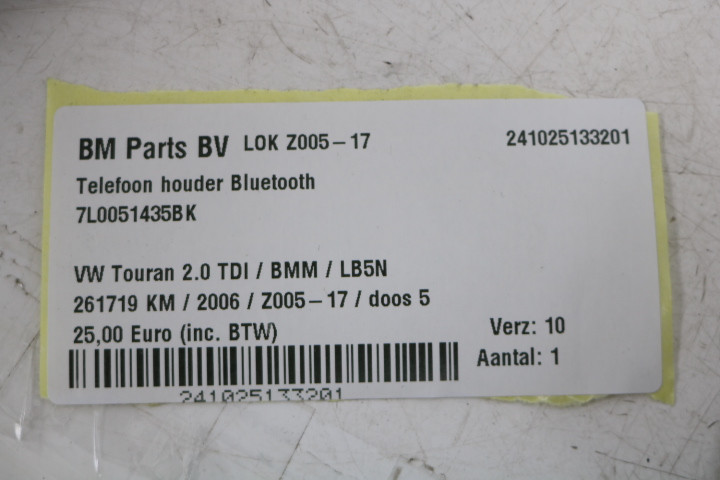 BM Parts BV LOK Z005-17 241025133201
Telefoon houder Bluetooth
7L0051435BK
VW Touran 2.0 TDI / BMM / LB5N
261719 KM / 2006 / Z005-17 / doos 5
25,00 Euro (inc. BTW) Verz: 10
Aantal: 1
241025133201